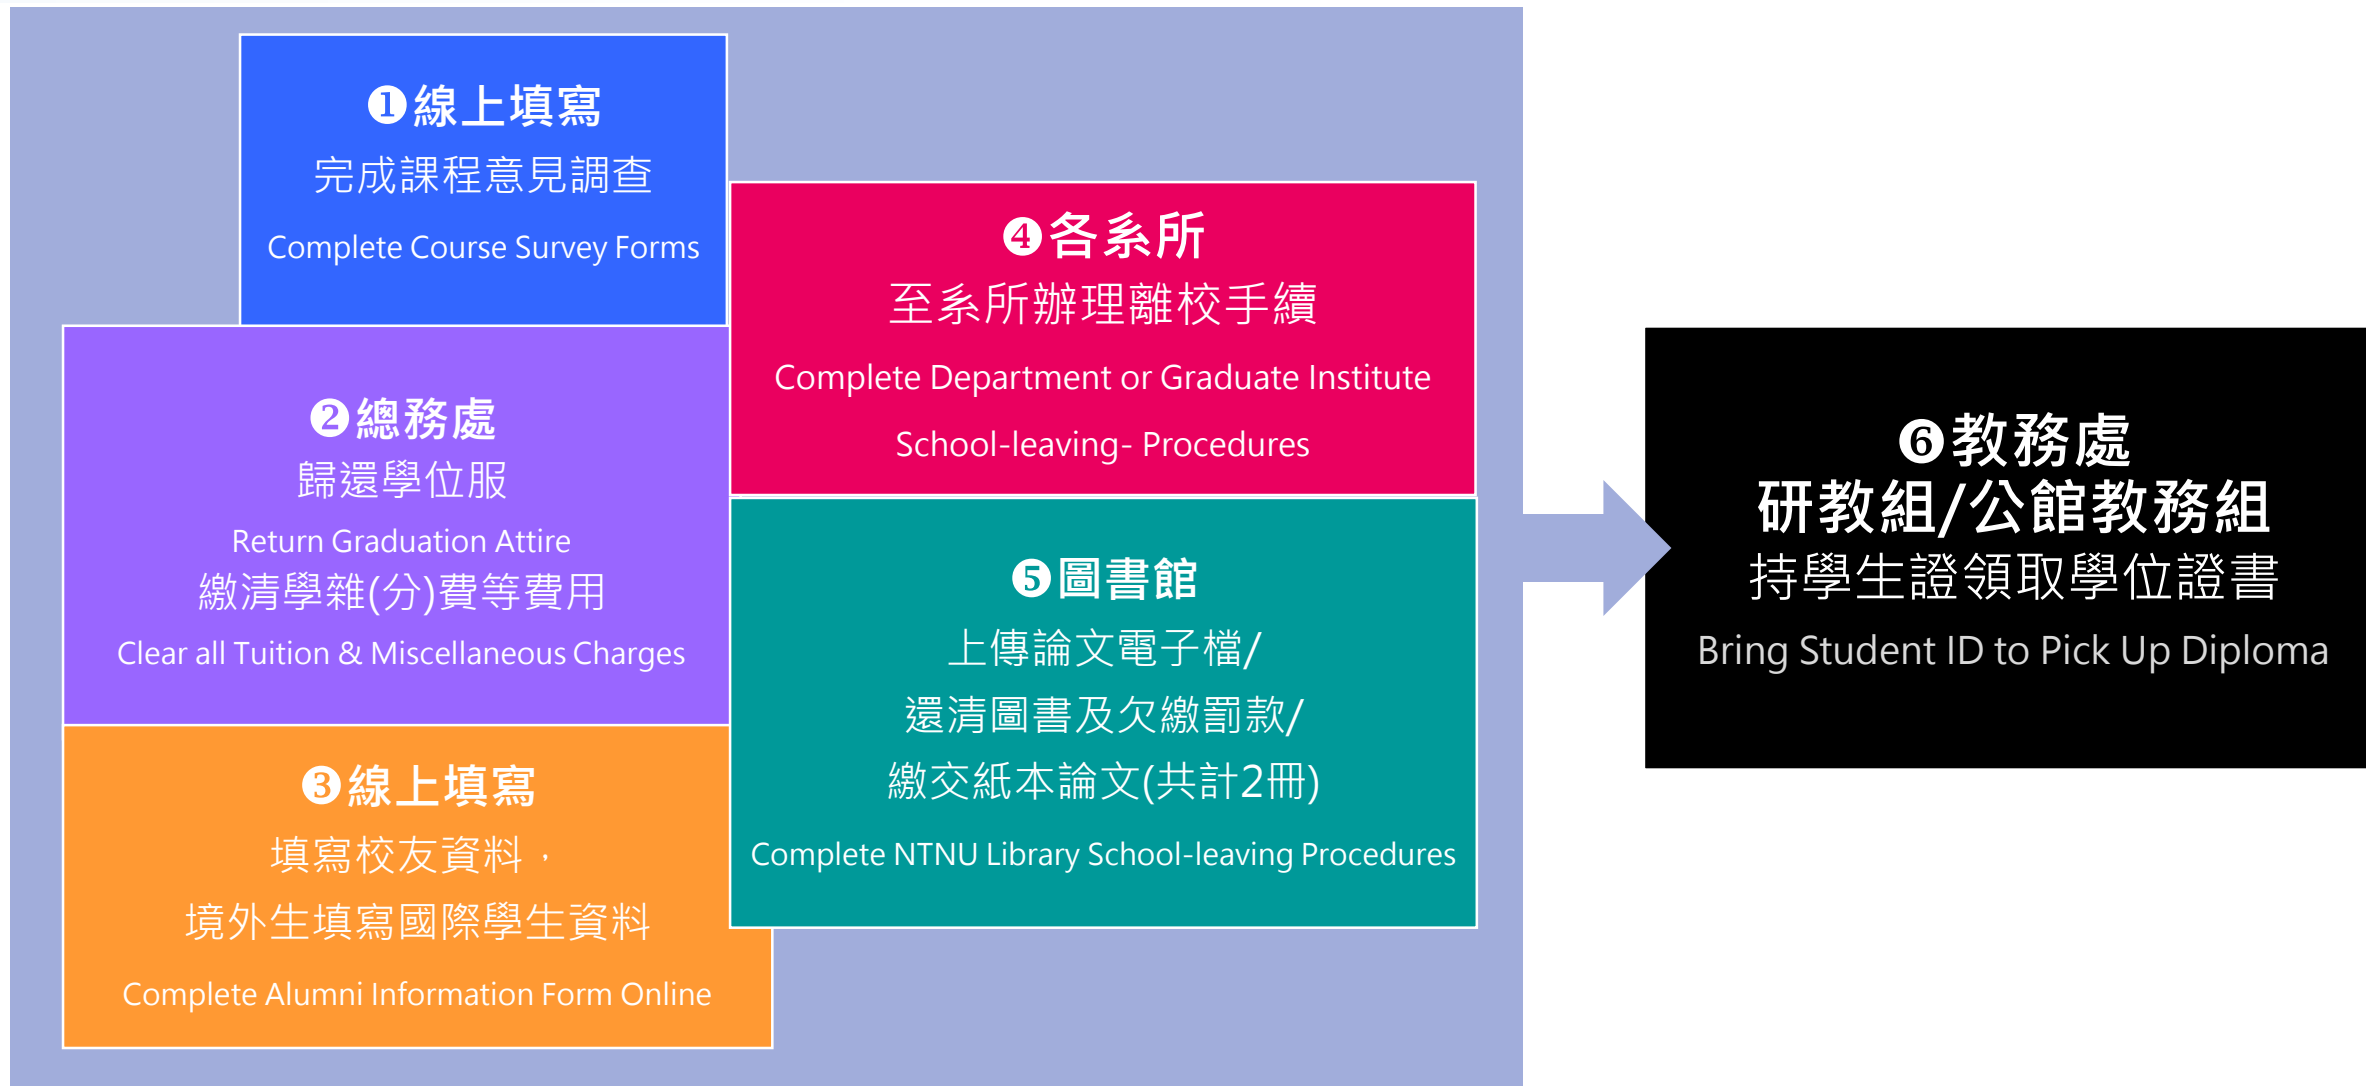 ❶線上填寫
完成課程意見調查
Complete Course Survey Forms
❷總務處
歸還學位服
Return Graduation Attire
繳清學雜(分)費等費用
Clear all Tuition & Miscellaneous Charges
❸線上填寫
填寫校友資料，
境外生填寫國際學生資料
Complete Alumni Information Form Online
❹各系所
至系所辦理離校手續
Complete Department or Graduate Institute
School-leaving- Procedures
❺圖書館
上傳論文電子檔/
還清圖書及欠繳罰款/
繳交紙本論文(共計2冊)
Complete NTNU Library School-leaving Procedures
❻教務處
研教組/公館教務組
持學生證領取學位證書
Bring Student ID to Pick Up Diploma